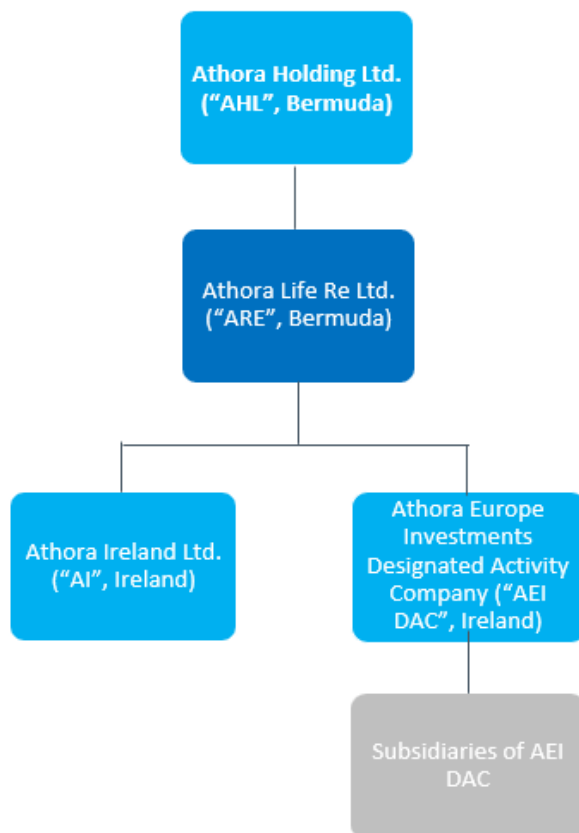 Athora Holding Ltd.
(“AHL”, Bermuda)
Athora Life Re Ltd.
(“ARE”, Bermuda)
Athora Ireland Ltd.
(“AI”, Ireland)
Athora Europe
Investments
Designated Activity
Company (“AEI
DAC”, Ireland)
Subsidiaries of AEI
DAC